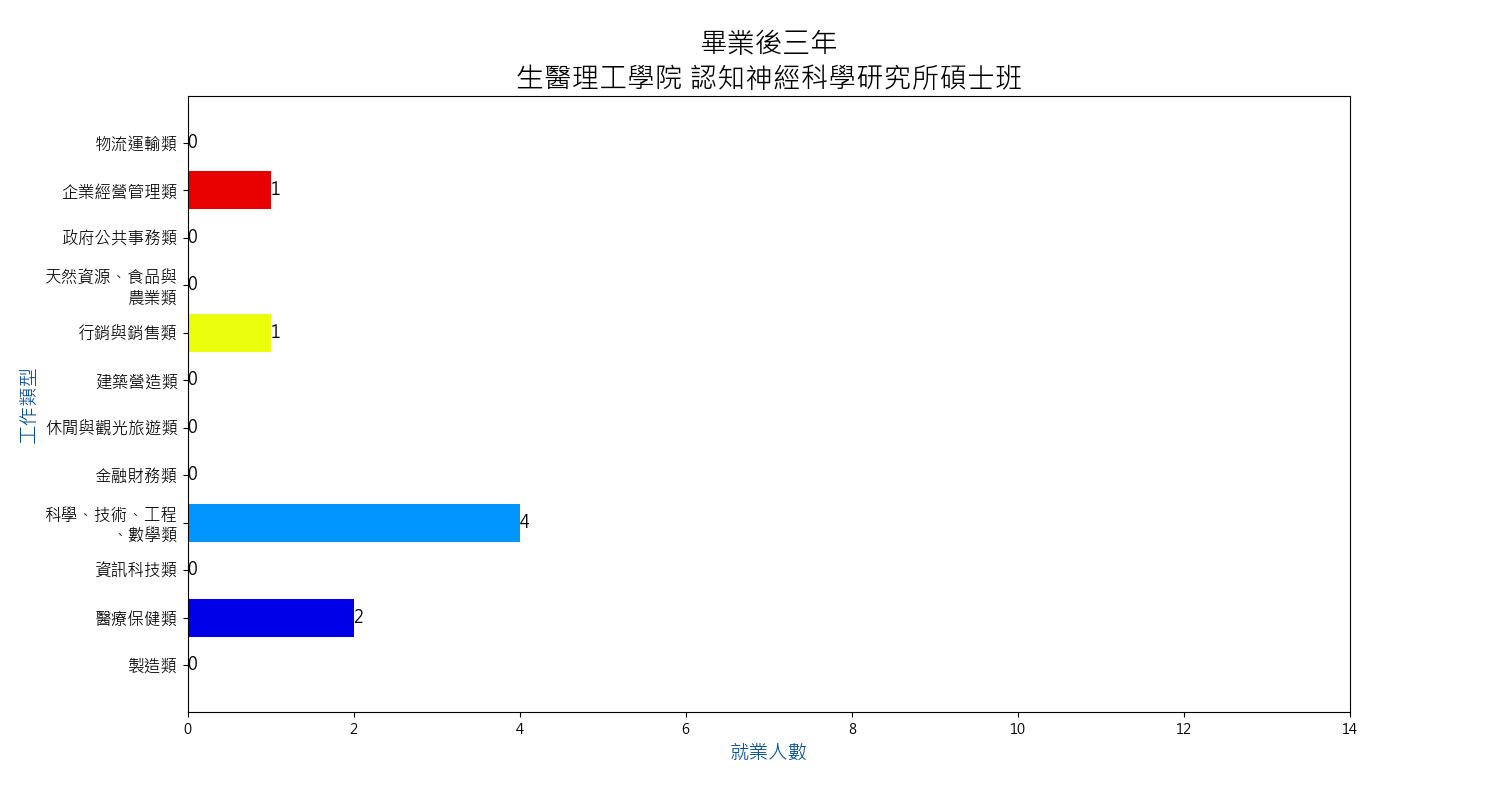 畢業後三年
生醫理工學院 認知神經科學研究所碩士班
物流運輸類 0
企業經營管理類 1
政府公共事務類 0
天然資源、食品與
農業類 0
行銷與銷售類 1
建築營造類 0
休閒與觀光旅遊類 0
金融財務類 0
科學、技術、工程
、數學類 4
資訊科技類 0
醫療保健類 2
製造類 0
工作類型
0 2 4 6 8 10 12 14
就業人數